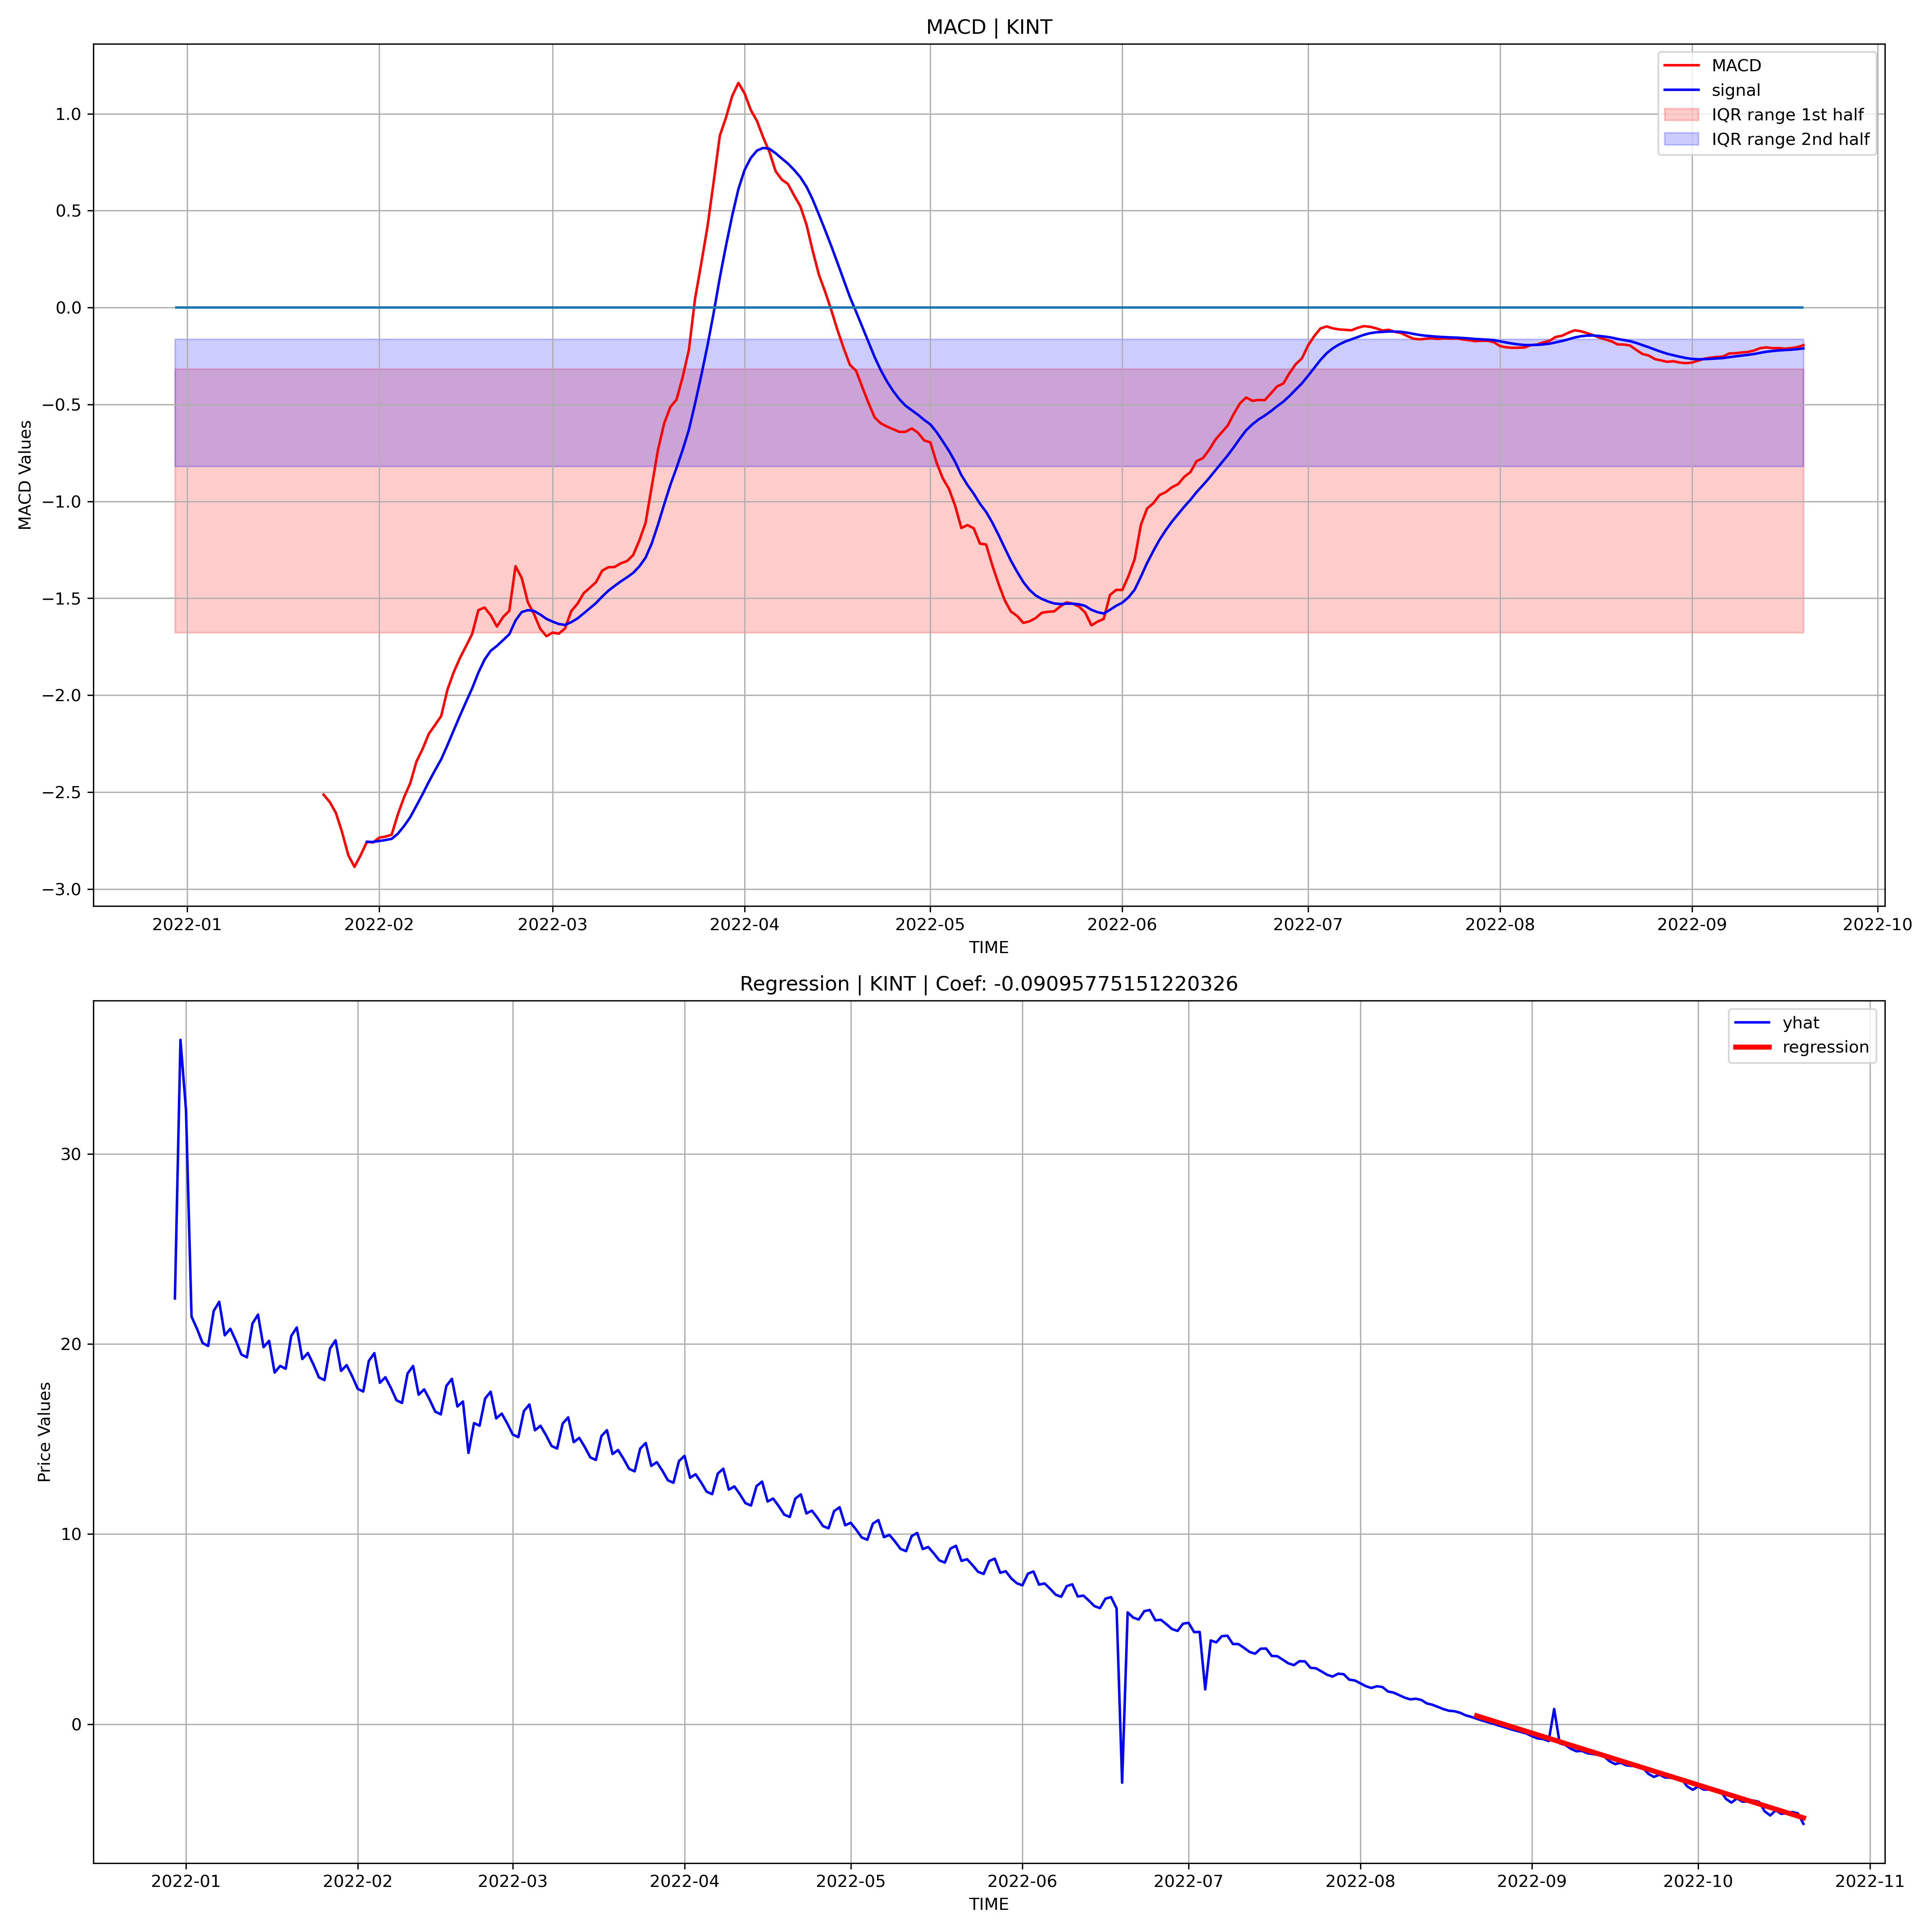 MACD | KINT
MACD
signal
IQR range 1st half
IQR range 2nd half
1.0
0.5
0.0
−0.5
−1.0
−1.5
−2.0
−2.5
−3.0
MACD Values
2022-01 2022-02 2022-03 2022-04 2022-05 2022-06 2022-07 2022-08 2022-09 2022-10
TIME
Regression | KINT | Coef: -0.09095775151220326
yhat
regression
30
20
10
0
Price Values
2022-01 2022-02 2022-03 2022-04 2022-05 2022-06 2022-07 2022-08 2022-09 2022-10 2022-11
TIME